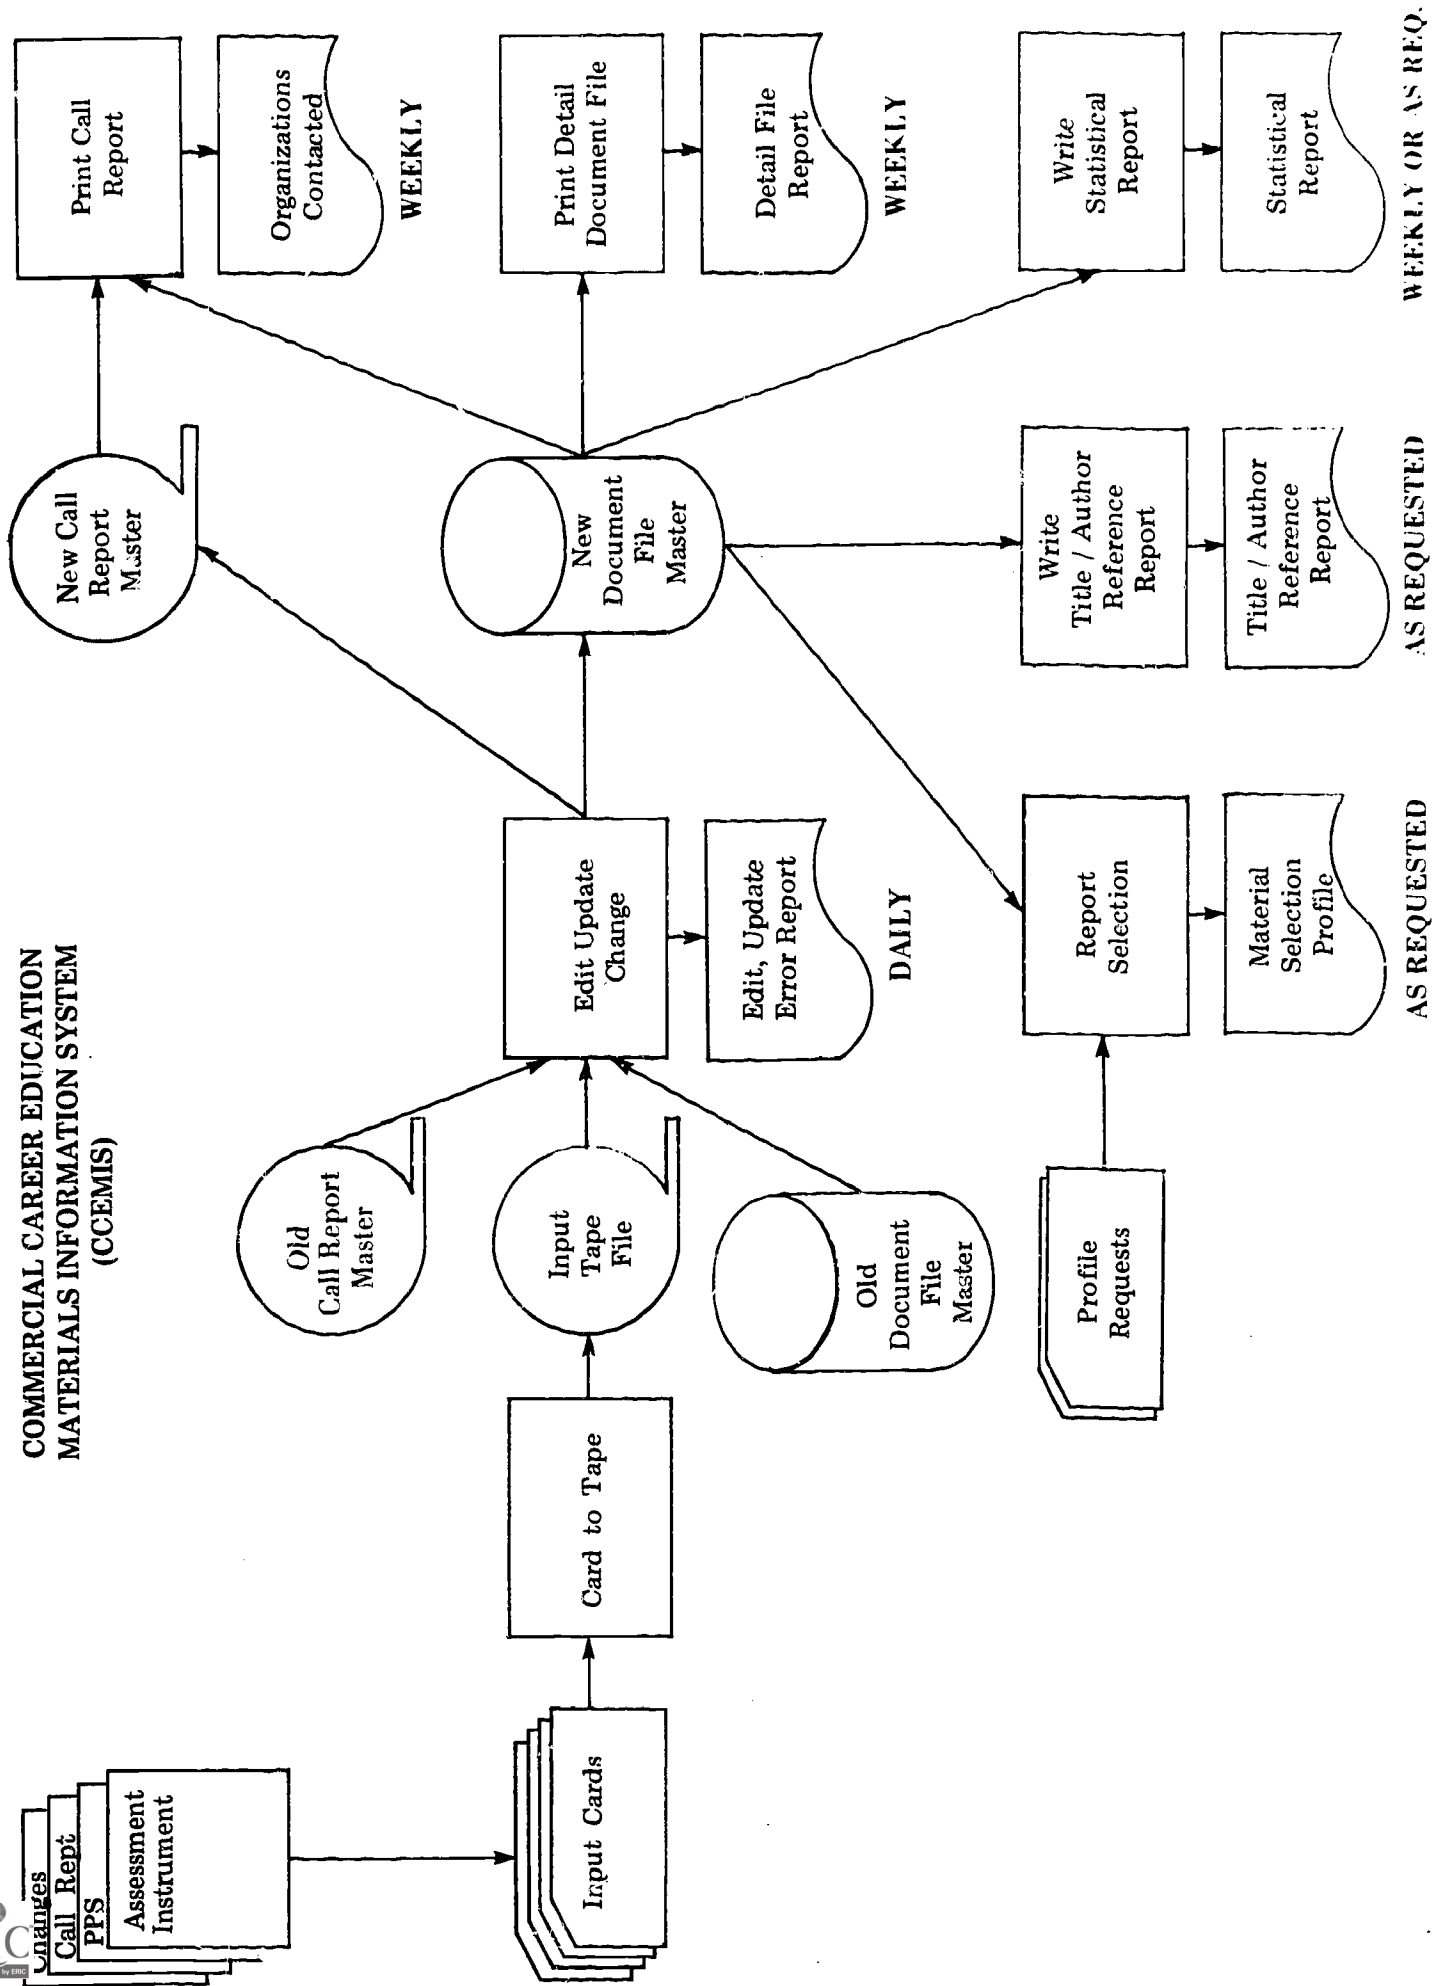 COMMERCIAL CAREER EDUCATION
MATERIALS INFORMATION SYSTEM
(CCEMIS)
Changes
Call Rept
PPS
Assessment
Instrument
Input Cards
Card to Tape
Old
Call Report
Master
Input
Tape
File
Old
Document
File
Master
Profile
Requests
Edit Update
Change
Edit, Update
Error Report
DAILY
Report
Selection
Material
Selection
Profile
AS REQUESTED
New Call
Report
Master
New
Document
File
Master
Write
Title / Author
Reference
Report
Title / Author
Reference
Report
AS REQUESTED
Print Call
Report
Organizations
Contacted
WEEKLY
Print Detail
Document File
Detail File
Report
WEEKLY
Write
Statistical
Report
Statistical
Report
WEEKLY OR AS REQ.
by ERIC